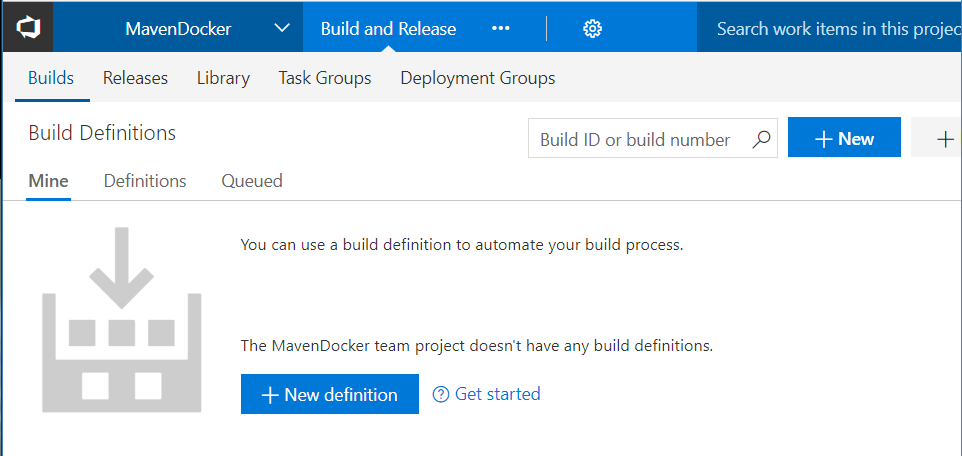 MavenDocker Build and Release ••• Search work items in this projec
Builds Releases Library Task Groups Deployment Groups
Build Definitions
Build ID or build number + New +
Mine Definitions Queued
You can use a build definition to automate your build process.
The MavenDocker team project doesn't have any build definitions.
+ New definition ? Get started